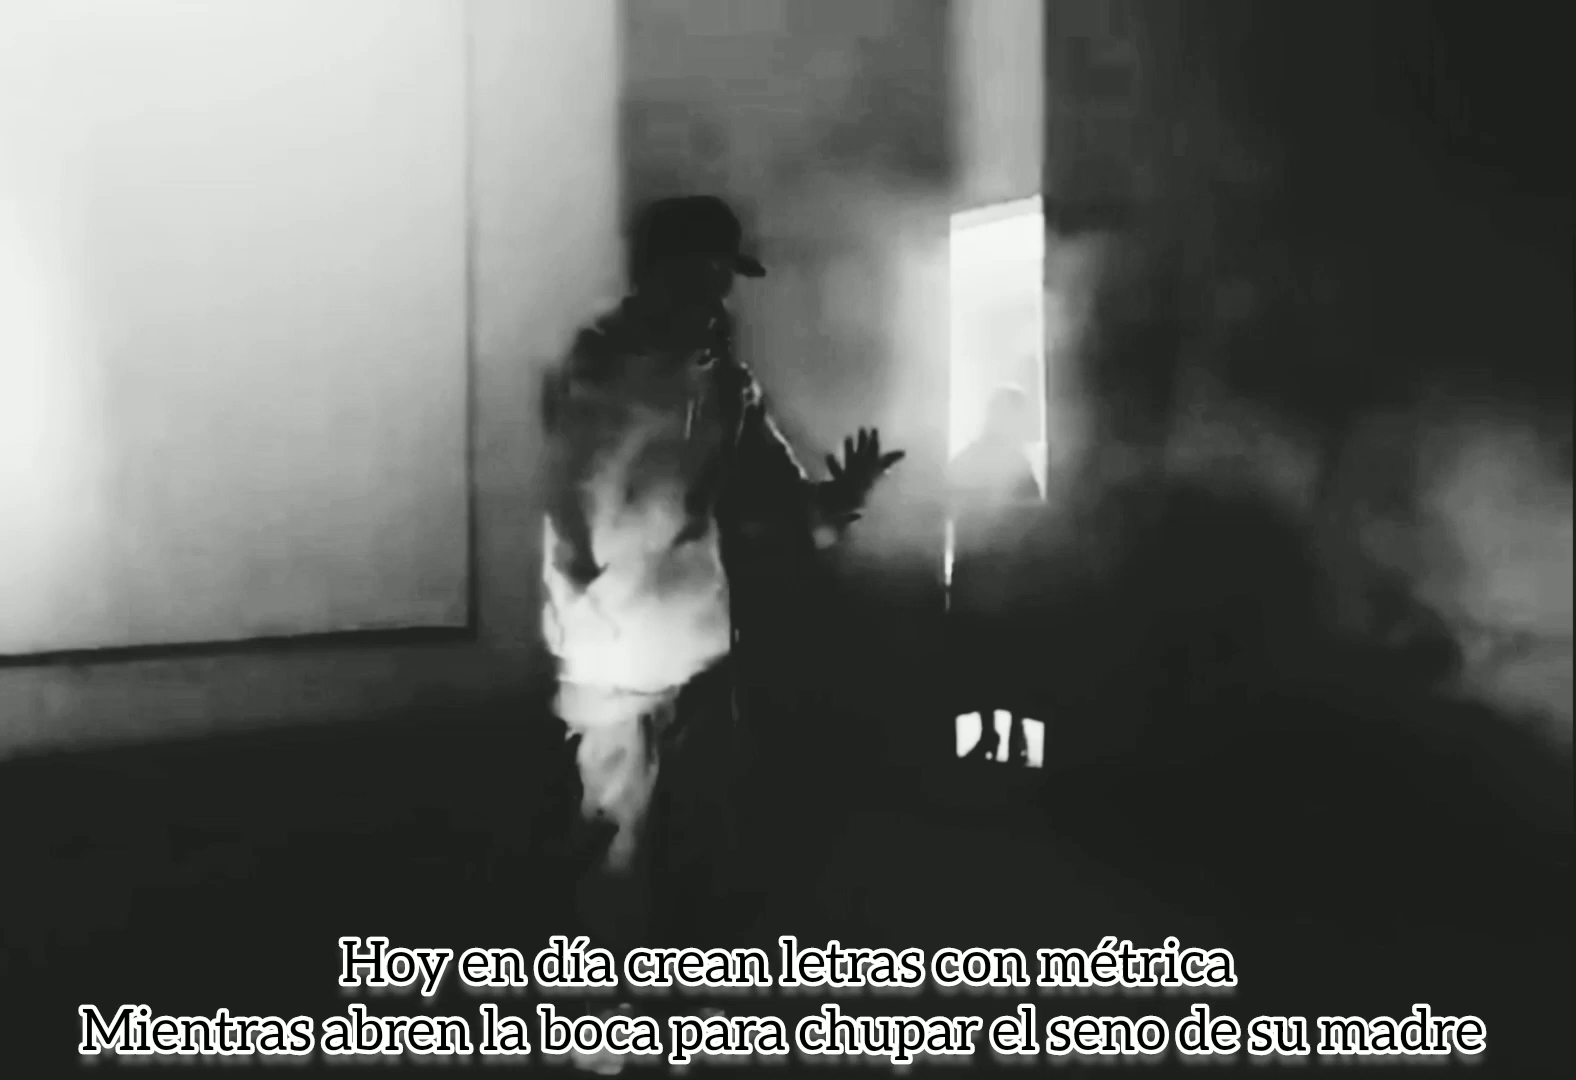 Hoy en día crean letras con métrica
Mientras abren la boca para chupar el seno de su madre